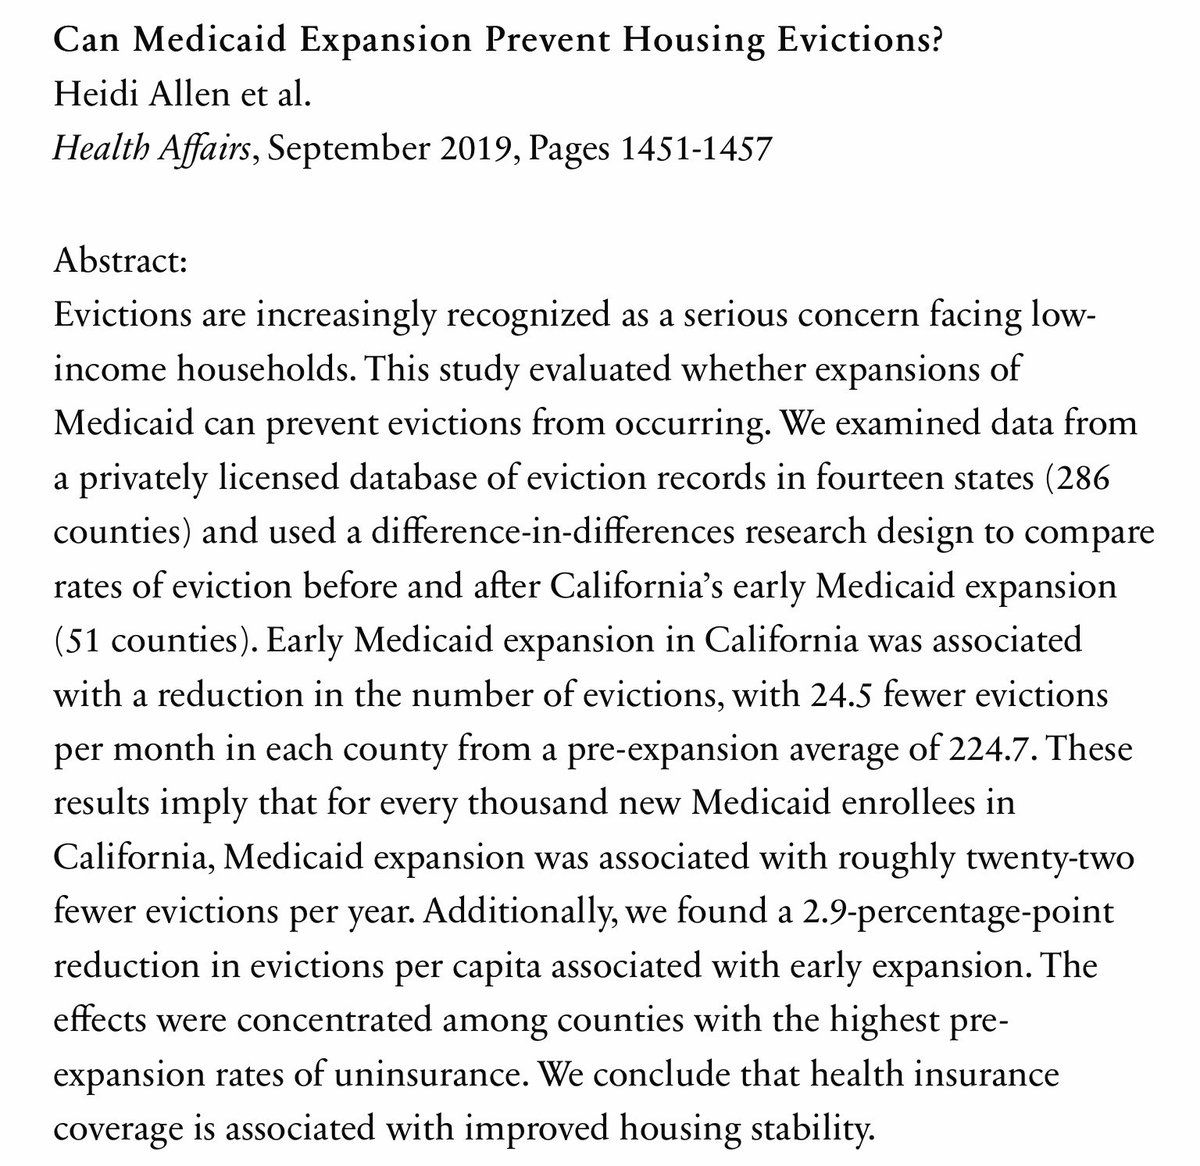 Can Medicaid Expansion Prevent Housing Evictions?
Heidi Allen et al.
Health Affairs, September 2019, Pages 1451-1457
Abstract:
Evictions are increasingly recognized as a serious concern facing low-
income households. This study evaluated whether expansions of
Medicaid can prevent evictions from occurring. We examined data from
a privately licensed database of eviction records in fourteen states (286
counties) and used a difference-in-differences research design to compare
rates of eviction before and after California’s early Medicaid expansion
(51 counties). Early Medicaid expansion in California was associated
with a reduction in the number of evictions, with 24.5 fewer evictions
per month in each county from a pre-expansion average of 224.7. These
results imply that for every thousand new Medicaid enrollees in
California, Medicaid expansion was associated with roughly twenty-two
fewer evictions per year. Additionally, we found a 2.9-percentage-point
reduction in evictions per capita associated with early expansion. The
effects were concentrated among counties with the highest pre-
expansion rates of uninsurance. We conclude that health insurance
coverage is associated with improved housing stability.